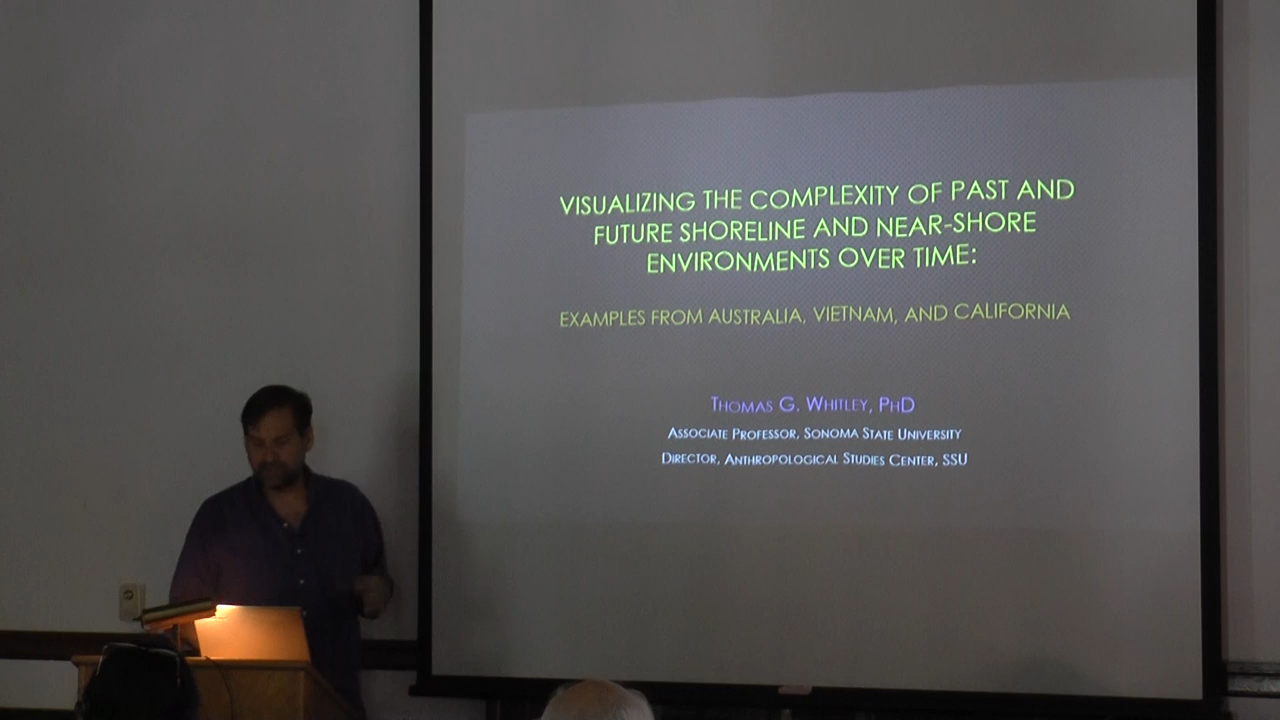 VISUALIZING THE COMPLEXITY OF PAST AND
FUTURE SHORELINE AND NEAR-SHORE
ENVIRONMENTS OVER TIME:
EXAMPLES FROM AUSTRALIA, VIETNAM, AND CALIFORNIA
THOMAS G. WHITLEY, PHD
ASSOCIATE PROFESSOR, SONOMA STATE UNIVERSITY
DIRECTOR, ANTHROPOLOGICAL STUDIES CENTER, SSU